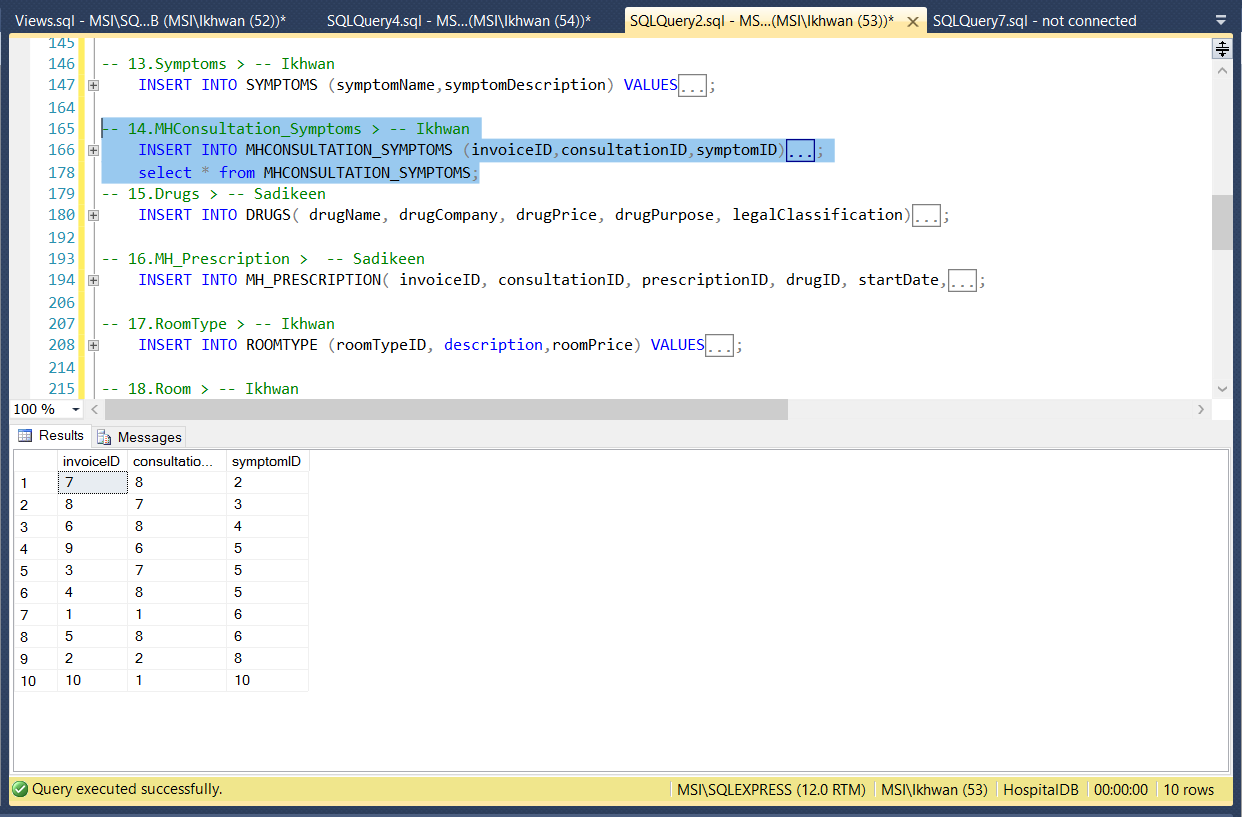 Views.sql - MSI\SQ...B (MSI\Ikhwan (52))* SQLQuery4.sql - MS...(MSI\Ikhwan (54))* SQLQuery2.sql - MS...(MSI\Ikhwan (53))* SQLQuery7.sql - not connected
145
146 -- 13.Symptoms > -- Ikhwan
147 INSERT INTO SYMPTOMS (symptomName,symptomDescription) VALUES...;
164
165 -- 14.MHConsultation_Symptoms > -- Ikhwan
166 INSERT INTO MHCONSULTATION_SYMPTOMS (invoiceID,consultationID,symptomID)...;
178 select * from MHCONSULTATION_SYMPTOMS;
179 -- 15.Drugs > -- Sadikeen
180 INSERT INTO DRUGS( drugName, drugCompany, drugPrice, drugPurpose, legalClassification)...;
192
193 -- 16.MH_Prescription >  -- Sadikeen
194 INSERT INTO MH_PRESCRIPTION( invoiceID, consultationID, prescriptionID, drugID, startDate,...;
206
207 -- 17.RoomType > -- Ikhwan
208 INSERT INTO ROOMTYPE (roomTypeID, description,roomPrice) VALUES...;
214
215 -- 18.Room > -- Ikhwan
100 %
Results Messages
invoiceID consultatio... symptomID
1 7 8 2
2 8 7 3
3 6 8 4
4 9 6 5
5 3 7 5
6 4 8 5
7 1 1 6
8 5 8 6
9 2 2 8
10 10 1 10
Query executed successfully. MSI\SQLEXPRESS (12.0 RTM) MSI\Ikhwan (53) HospitalDB 00:00:00 10 rows